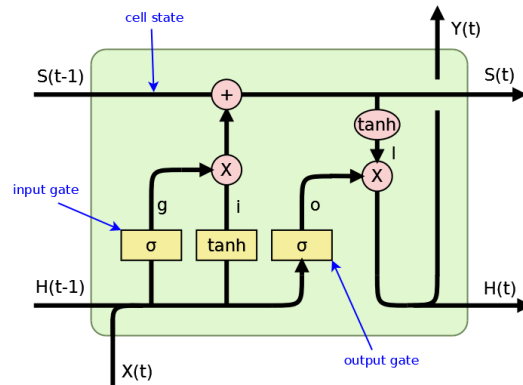 cell state
Y(t)
S(t-1)
S(t)
+
tanh
l
X
X
input gate
g
i
o
σ
tanh
σ
H(t-1)
H(t)
output gate
X(t)